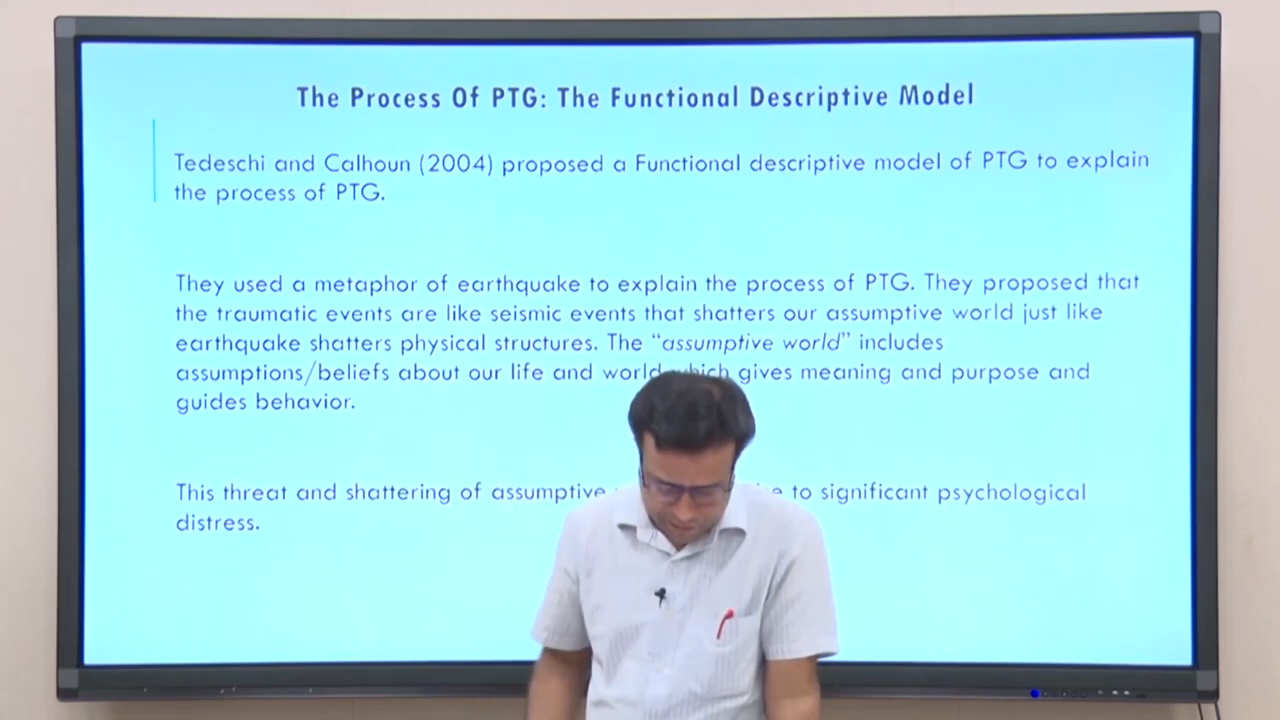 The Process Of PTG: The Functional Descriptive Model
Tedeschi and Calhoun (2004) proposed a Functional descriptive model of PTG to explain
the process of PTG.
They used a metaphor of earthquake to explain the process of PTG. They proposed that
the traumatic events are like seismic events that shatters our assumptive world just like
earthquake shatters physical structures. The “assumptive world” includes
assumptions/beliefs about our life and world which gives meaning and purpose and
guides behavior.
This threat and shattering of assumptive to significant psychological
distress.